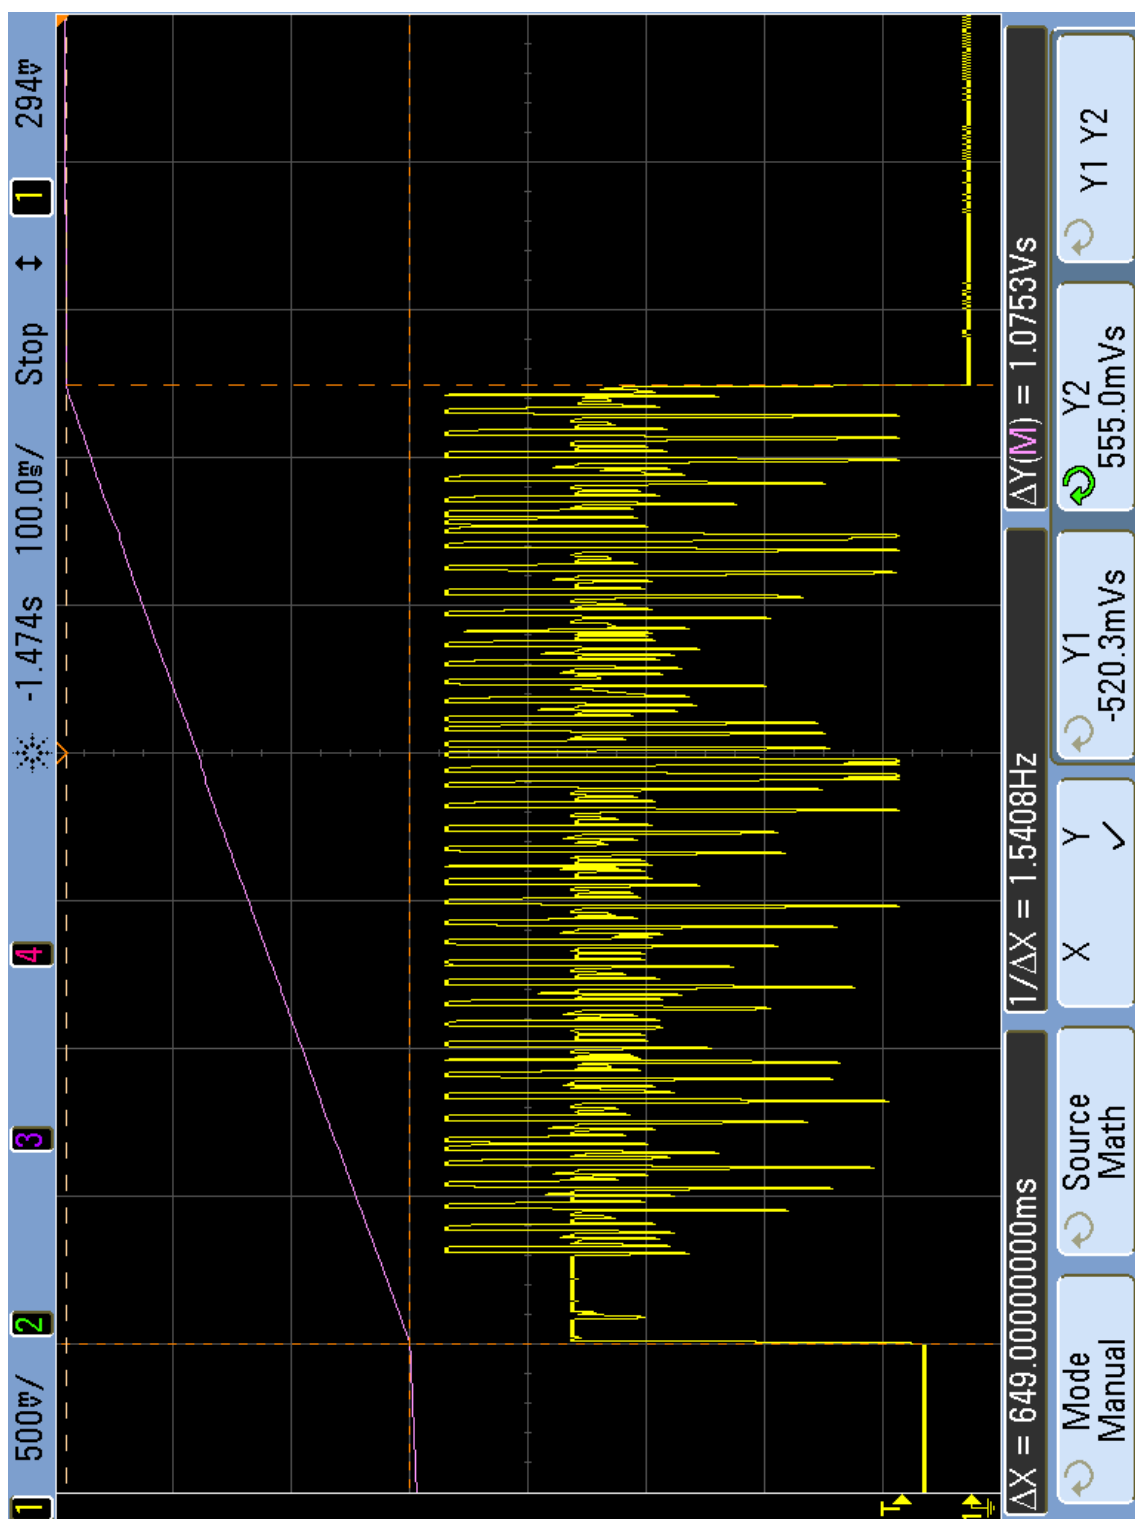 1 500mV/ 2 3 4 -1.474s 100.0ms/ Stop 1 294mV
T
1
ΔX = 649.000000000ms 1/ΔX = 1.5408Hz ΔY(M) = 1.0753Vs
Mode Source X Y Y1 Y2 Y1 Y2
Manual Math -520.3mVs 555.0mVs